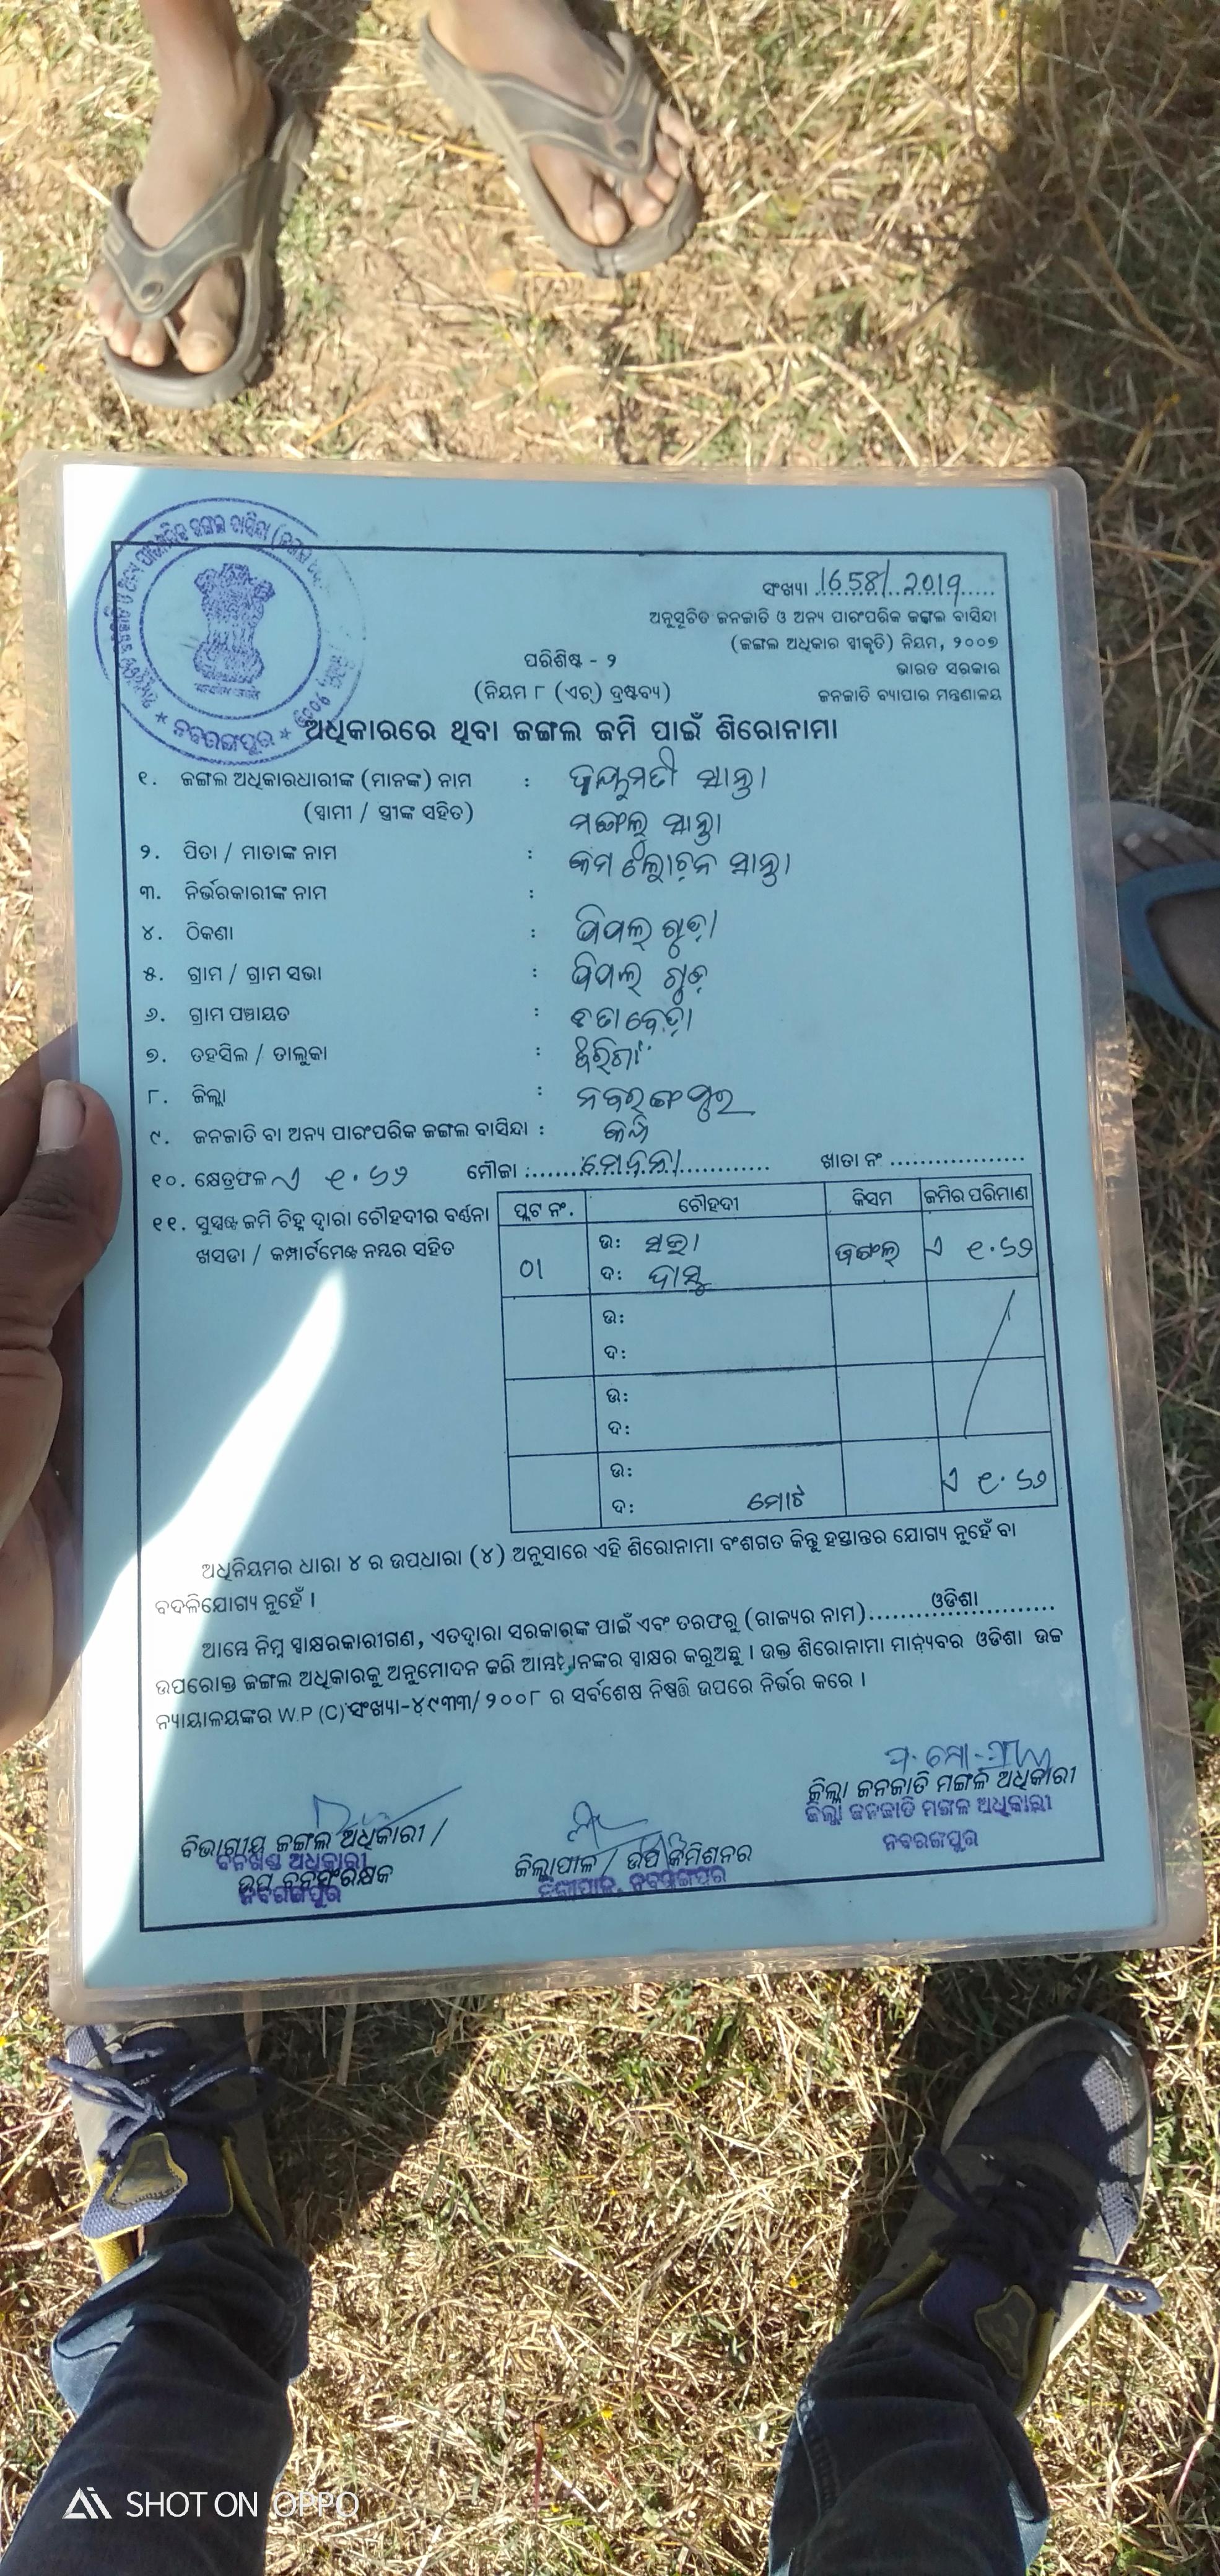 ସଂଖ୍ୟା 1658/2019
ଅନୁସୂଚିତ ଜନଜାତି ଓ ଅନ୍ୟ ପାରଂପରିକ ଜଙ୍ଗଲ ବାସିନ୍ଦା
(ଜଙ୍ଗଲ ଅଧିକାର ସ୍ୱୀକୃତି) ନିୟମ, ୨୦୦୭
ପରିଶିଷ୍ଟ - ୨
ଭାରତ ସରକାର
(ନିୟମ ୮ (ଏଚ୍) ଦ୍ରଷ୍ଟବ୍ୟ)
ଜନଜାତି ବ୍ୟାପାର ମନ୍ତ୍ରଣାଳୟ
ନବରଙ୍ଗପୁର
ଅଧିକାରରେ ଥିବା ଜଙ୍ଗଲ ଜମି ପାଇଁ ଶିରୋନାମା
୧. ଜଙ୍ଗଲ ଅଧିକାରଧାରୀଙ୍କ (ମାନଙ୍କ) ନାମ :
(ସ୍ୱାମୀ / ସ୍ତ୍ରୀଙ୍କ ସହିତ) ମଙ୍ଗଲୁ ସାନ୍ତା
୨. ପିତା / ମାତାଙ୍କ ନାମ : ଲୋଚନ ସାନ୍ତା
୩. ନିର୍ଭରକାରୀଙ୍କ ନାମ :
୪. ଠିକଣା : ପିପଲ୍ ଗୁଡ଼ା
୫. ଗ୍ରାମ / ଗ୍ରାମ ସଭା : ପିପଲ୍ ଗୁଡ଼
୬. ଗ୍ରାମ ପଞ୍ଚାୟତ :
୭. ତହସିଲ / ତାଲୁକା :
୮. ଜିଲ୍ଲା : ନବରଙ୍ଗପୁର
୯. ଜନଜାତି ବା ଅନ୍ୟ ପାରଂପରିକ ଜଙ୍ଗଲ ବାସିନ୍ଦା :
୧୦. କ୍ଷେତ୍ରଫଳ ଏ ୧.୬୨ ମୌଜା : ଖାତା ନଂ
୧୧. ସୁସ୍ପଷ୍ଟ ଜମି ଚିହ୍ନ ଦ୍ୱାରା ଚୌହଦୀର ବର୍ଣ୍ଣନା
ଖସଡା / କମ୍ପାର୍ଟମେଣ୍ଟ ନମ୍ବର ସହିତ
ପ୍ଲଟ ନଂ. ଚୌହଦୀ କିସମ ଜମିର ପରିମାଣ
01 ଉ: ଜଙ୍ଗଲ୍ ଏ ୧.୬୨
ଦ: ଦାସୁ
ଉ:
ଦ:
ଉ:
ଦ:
ଉ: ଏ ୧.୬୨
ଦ: ମୋଟ
ଅଧିନିୟମର ଧାରା ୪ ର ଉପଧାରା (୪) ଅନୁସାରେ ଏହି ଶିରୋନାମା ବଂଶଗତ କିନ୍ତୁ ହସ୍ତାନ୍ତର ଯୋଗ୍ୟ ନୁହେଁ ବା
ବଦଳିଯୋଗ୍ୟ ନୁହେଁ ।
ଆମ୍ଭେ ନିମ୍ନ ସ୍ୱାକ୍ଷରକାରୀଗଣ, ଏତଦ୍ୱାରା ସରକାରଙ୍କ ପାଇଁ ଏବଂ ତରଫରୁ (ରାଜ୍ୟର ନାମ) ଓଡିଶା
ଉପରୋକ୍ତ ଜଙ୍ଗଲ ଅଧିକାରକୁ ଅନୁମୋଦନ କରି ଆମ୍ଭମାନଙ୍କର ସ୍ୱାକ୍ଷର କରୁଅଛୁ । ଉକ୍ତ ଶିରୋନାମା ମାନ୍ୟବର ଓଡିଶା ଉଚ୍ଚ
ନ୍ୟାୟାଳୟଙ୍କର W.P (C) ସଂଖ୍ୟା-୪୯୩୩/୨୦୦୮ ର ସର୍ବଶେଷ ନିଷ୍ପତ୍ତି ଉପରେ ନିର୍ଭର କରେ ।
ଜିଲ୍ଲା ଜନଜାତି ମଙ୍ଗଳ ଅଧିକାରୀ
ଜିଲ୍ଲା ଜନଜାତି ମଙ୍ଗଳ ଅଧିକାରୀ
ନବରଙ୍ଗପୁର
ବିଭାଗୀୟ ଜଙ୍ଗଲ ଅଧିକାରୀ /
ବନଖଣ୍ଡ ଅଧିକାରୀ
ଉପ ବନସଂରକ୍ଷକ
ନବରଙ୍ଗପୁର
ଜିଲ୍ଲାପାଳ / ଉପ କମିଶନର
ଜିଲ୍ଲାପାଳ, ନବରଙ୍ଗପୁର
SHOT ON OPPO